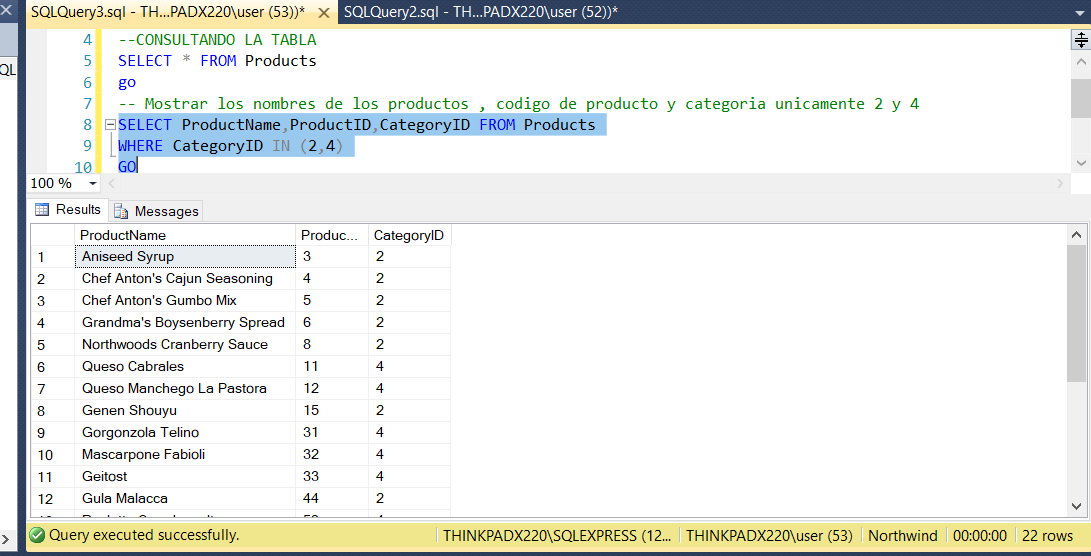 SQLQuery3.sql - TH...PADX220\user (53))* SQLQuery2.sql - TH...PADX220\user (52))*
QL
4 --CONSULTANDO LA TABLA
5 SELECT * FROM Products
6 go
7 -- Mostrar los nombres de los productos , codigo de producto y categoria unicamente 2 y 4
8 SELECT ProductName,ProductID,CategoryID FROM Products
9 WHERE CategoryID IN (2,4)
10 GO
100 %
Results Messages
ProductName Produc... CategoryID
1 Aniseed Syrup 3 2
2 Chef Anton's Cajun Seasoning 4 2
3 Chef Anton's Gumbo Mix 5 2
4 Grandma's Boysenberry Spread 6 2
5 Northwoods Cranberry Sauce 8 2
6 Queso Cabrales 11 4
7 Queso Manchego La Pastora 12 4
8 Genen Shouyu 15 2
9 Gorgonzola Telino 31 4
10 Mascarpone Fabioli 32 4
11 Geitost 33 4
12 Gula Malacca 44 2
Query executed successfully. THINKPADX220\SQLEXPRESS (12... THINKPADX220\user (53) Northwind 00:00:00 22 rows